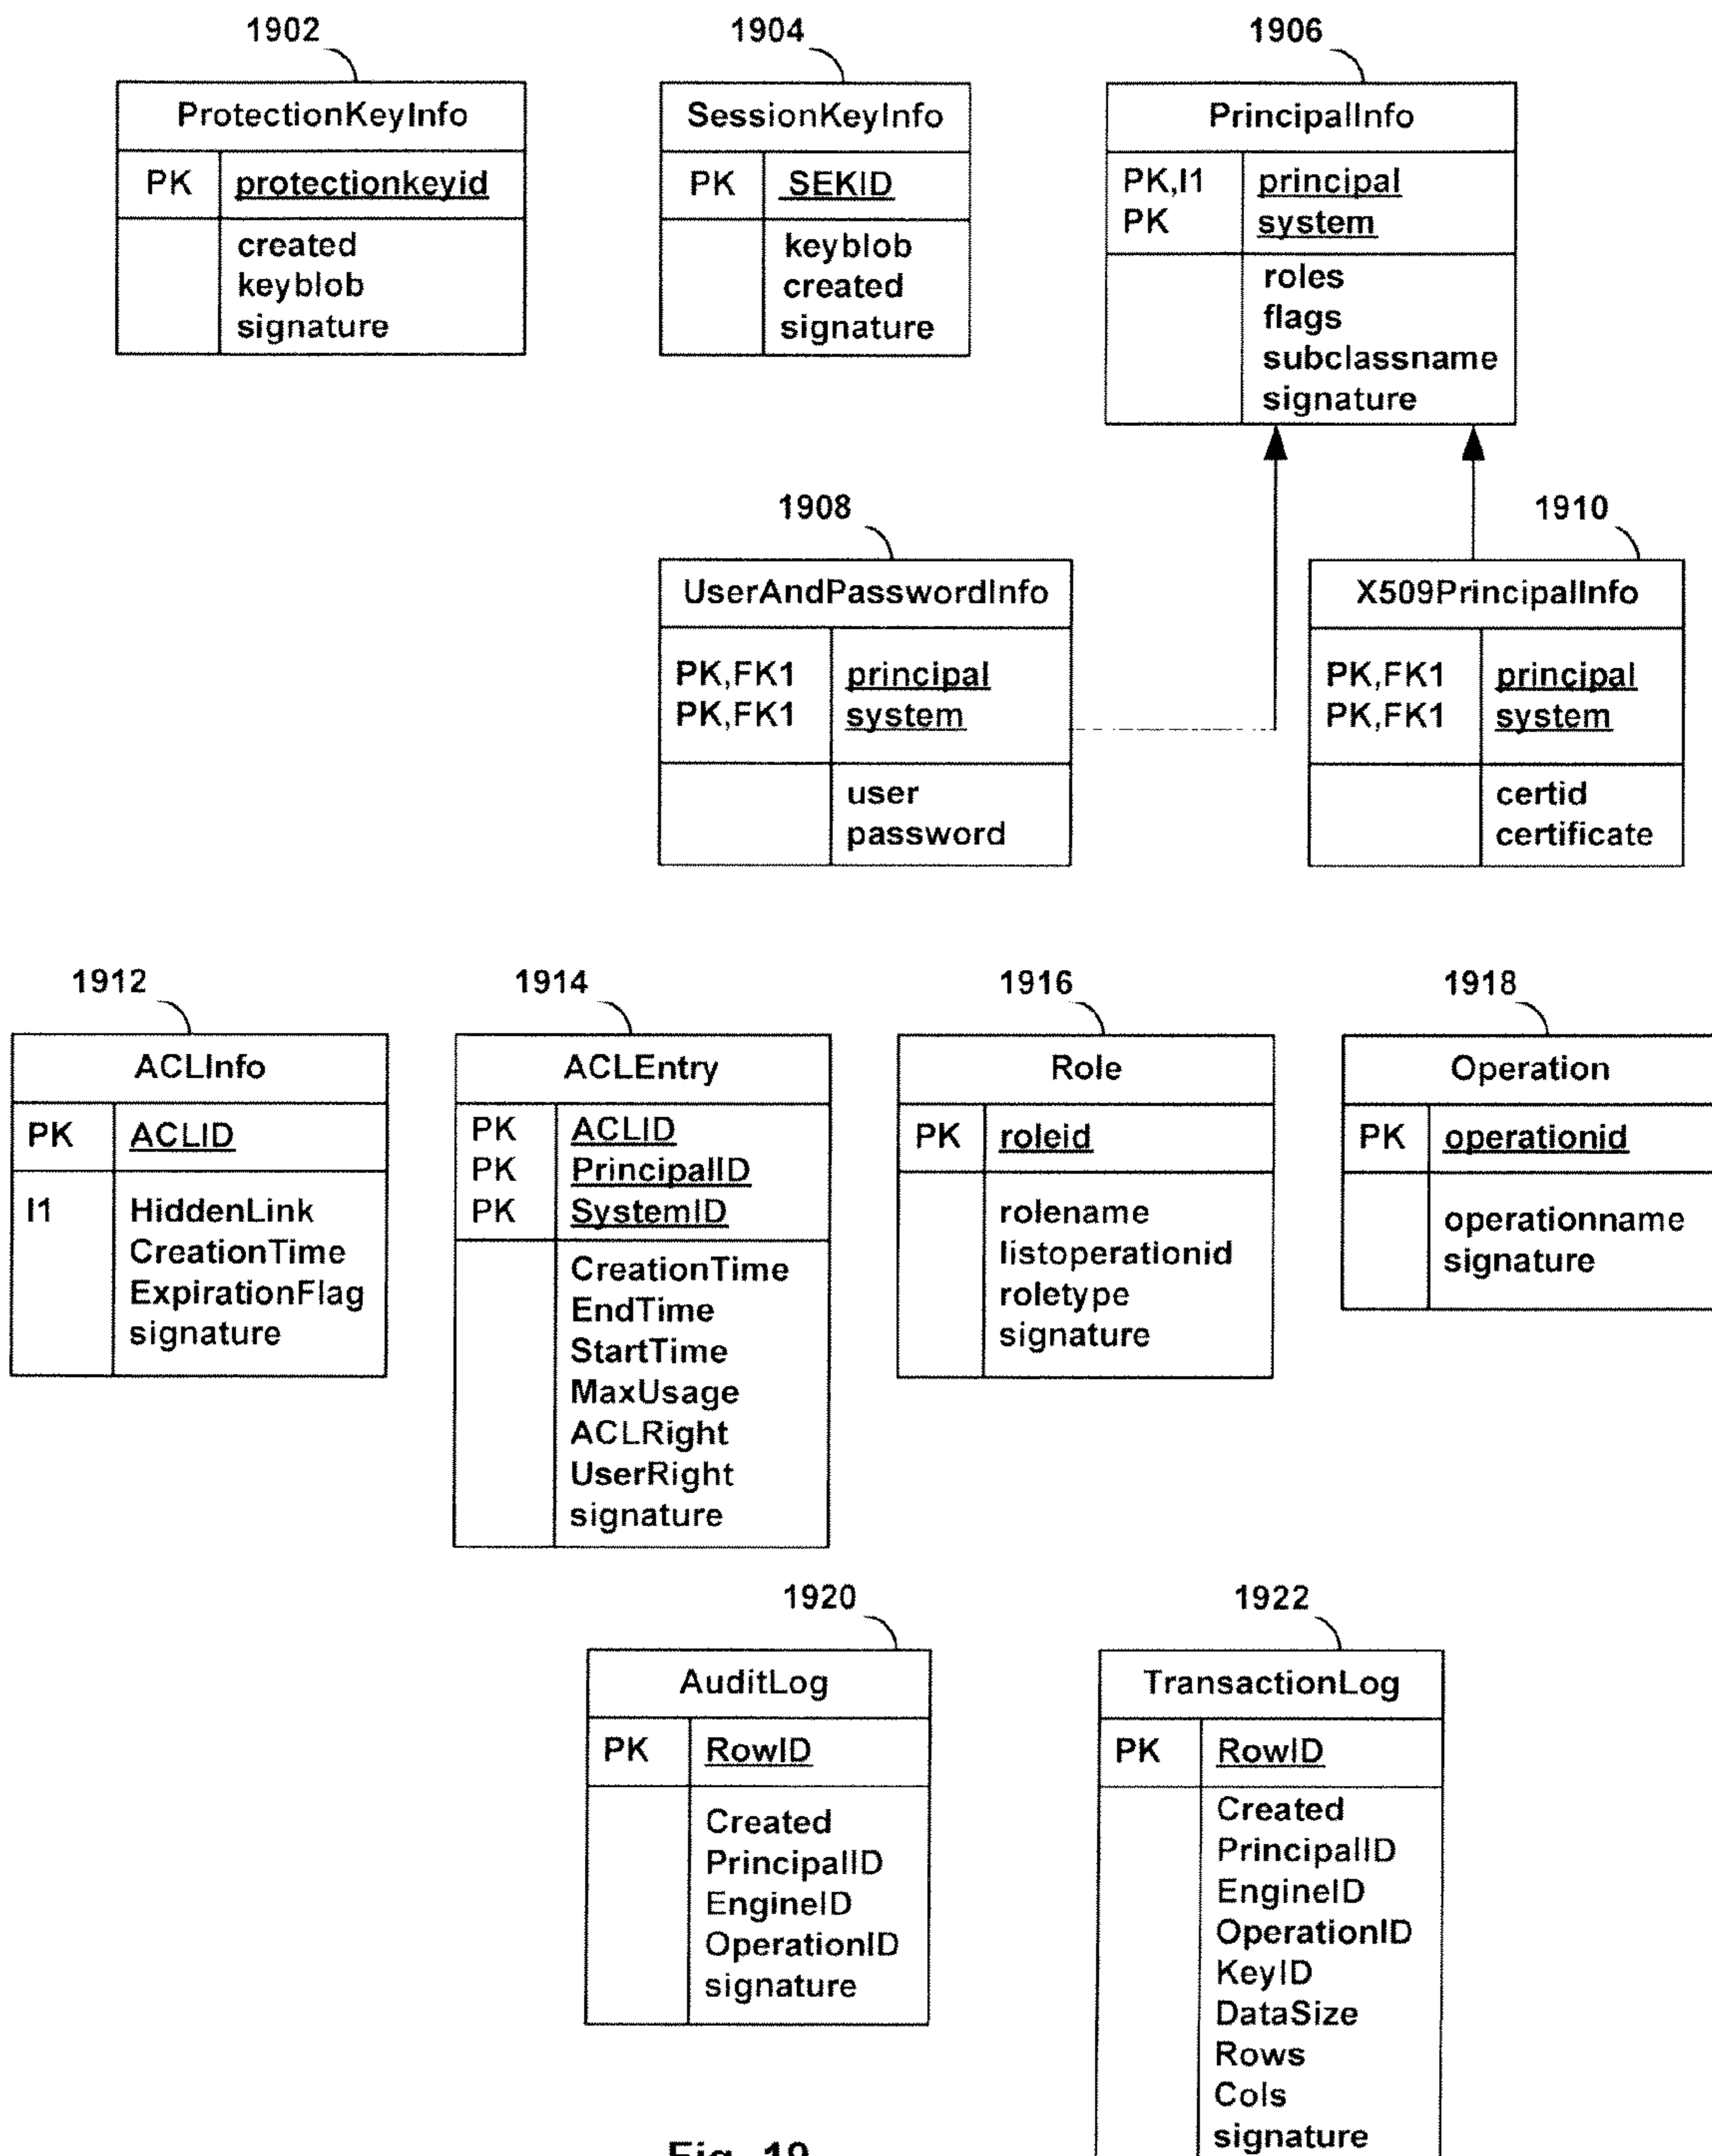 1902
ProtectionKeyInfo
PK protectionkeyid
created
keyblob
signature
1904
SessionKeyInfo
PK SEKID
keyblob
created
signature
1906
PrincipalInfo
PK,I1 principal
PK system
roles
flags
subclassname
signature
1908
UserAndPasswordInfo
PK,FK1 principal
PK,FK1 system
user
password
1910
X509PrincipalInfo
PK,FK1 principal
PK,FK1 system
certid
certificate
1912
ACLInfo
PK ACLID
I1 HiddenLink
CreationTime
ExpirationFlag
signature
1914
ACLEntry
PK ACLID
PK PrincipalID
PK SystemID
CreationTime
EndTime
StartTime
MaxUsage
ACLRight
UserRight
signature
1916
Role
PK roleid
rolename
listoperationid
roletype
signature
1918
Operation
PK operationid
operationname
signature
1920
AuditLog
PK RowID
Created
PrincipalID
EngineID
OperationID
signature
1922
TransactionLog
PK RowID
Created
PrincipalID
EngineID
OperationID
KeyID
DataSize
Rows
Cols
signature
Fig. 19